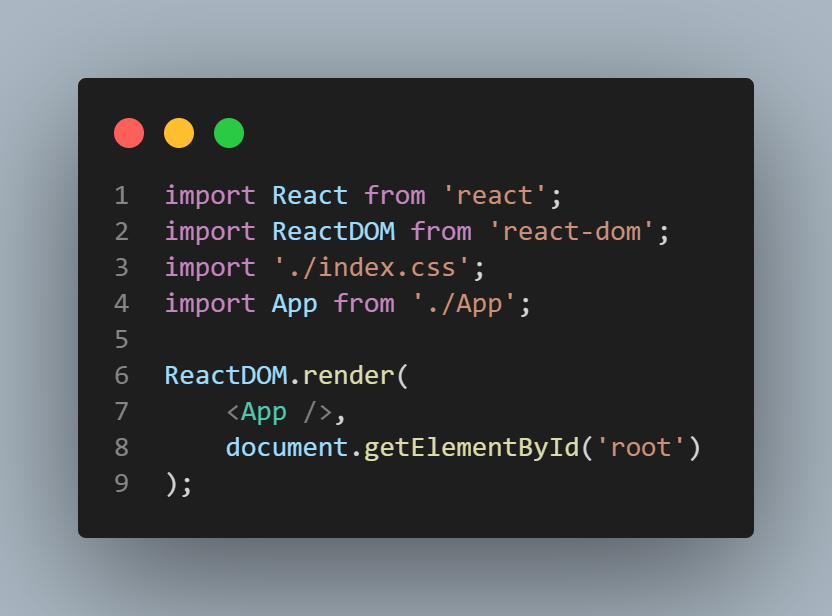 1 import React from 'react';
2 import ReactDOM from 'react-dom';
3 import './index.css';
4 import App from './App';
5
6 ReactDOM.render(
7     <App />,
8     document.getElementById('root')
9 );